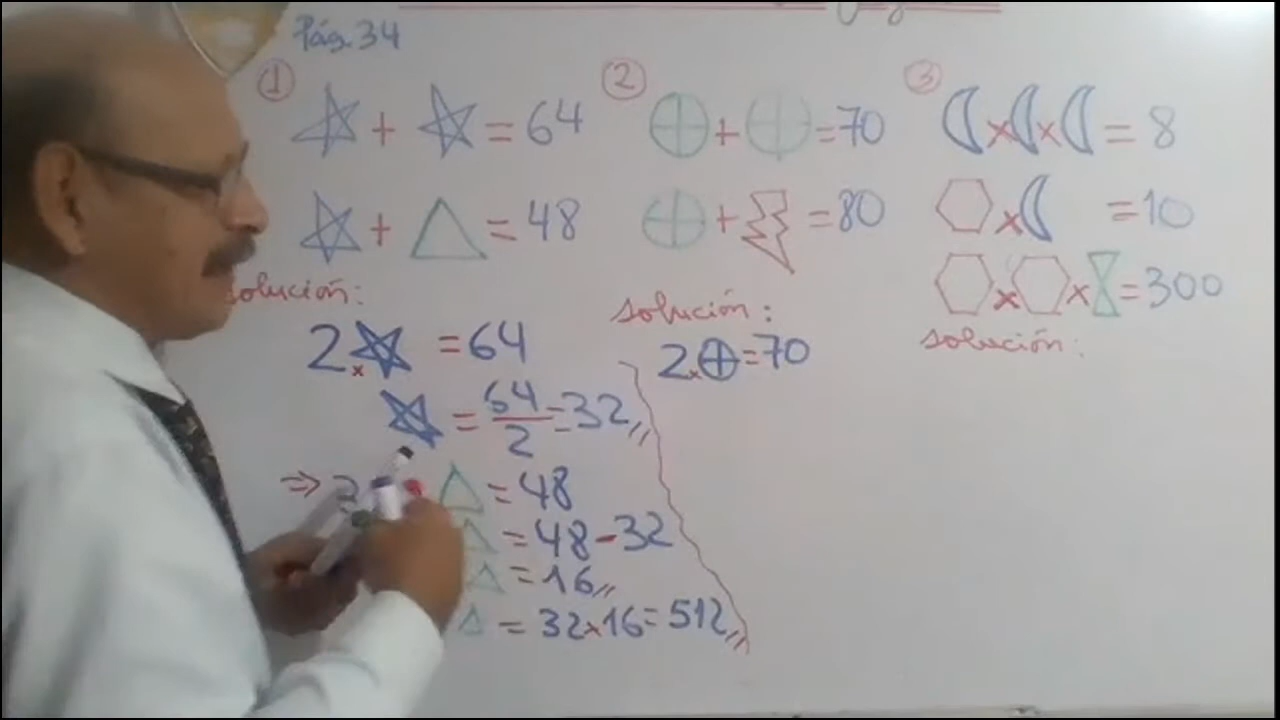 Pág. 34
① + = 64
+ = 48
solución:
2 x = 64
= 64/2 = 32 //
⇒ = 48
= 48 - 32
= 16 //
= 32 x 16 = 512 //
② + = 70
+ = 80
solución:
2 x = 70
③ x x = 8
x = 10
x x = 300
solución: